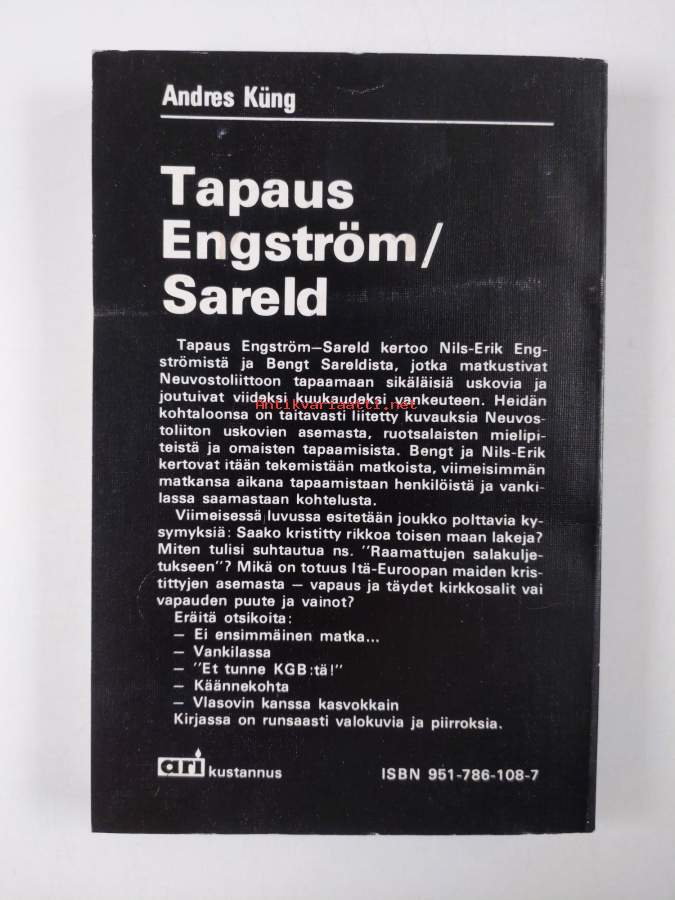 Andres Küng
Tapaus
Engström/
Sareld
Tapaus Engström—Sareld kertoo Nils-Erik Eng-
strömistä ja Bengt Sareldista, jotka matkustivat
Neuvostoliittoon tapaamaan sikäläisiä uskovia ja
joutuivat viideksi kuukaudeksi vankeuteen. Heidän
Antikvariaatti.net
kohtaloonsa on taitavasti liitetty kuvauksia Neuvos-
toliiton uskovien asemasta, ruotsalaisten mielipi-
teistä ja omaisten tapaamisista. Bengt ja Nils-Erik
kertovat itään tekemistään matkoista, viimeisimmän
matkansa aikana tapaamistaan henkilöistä ja vanki-
lassa saamastaan kohtelusta.
Viimeisessä luvussa esitetään joukko polttavia ky-
symyksiä: Saako kristitty rikkoa toisen maan lakeja?
Miten tulisi suhtautua ns. "Raamattujen salakulje-
tukseen"? Mikä on totuus Itä-Euroopan maiden kris-
tittyjen asemasta — vapaus ja täydet kirkkosalit vai
vapauden puute ja vainot?
Eräitä otsikoita:
— Ei ensimmäinen matka...
— Vankilassa
— "Et tunne KGB:tä!"
— Käännekohta
— Vlasovin kanssa kasvokkain
Kirjassa on runsaasti valokuvia ja piirroksia.
ari kustannus
ISBN 951-786-108-7